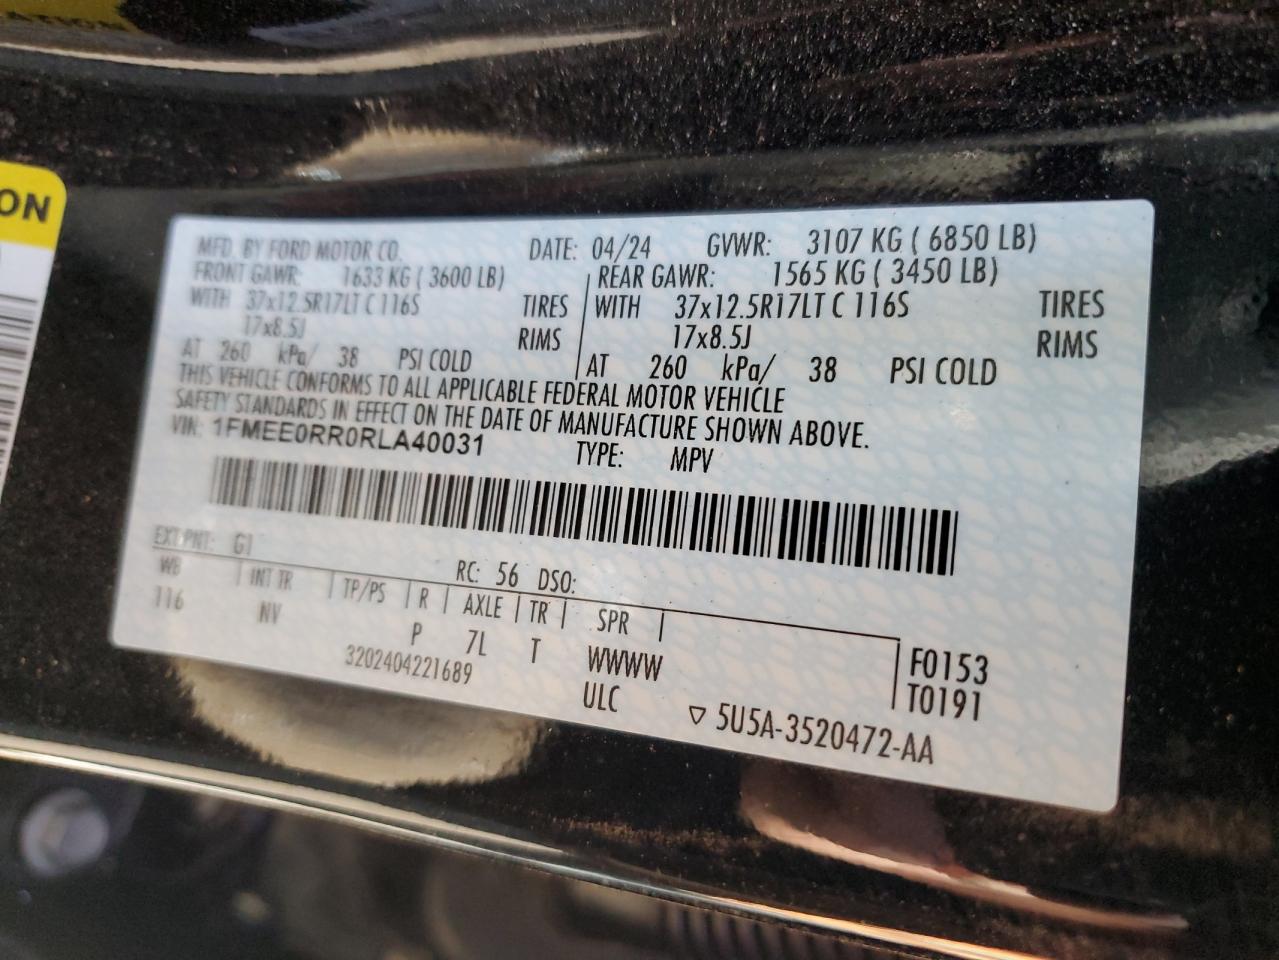 ATION
ON
MFD. BY FORD MOTOR CO. DATE: 04/24 GVWR: 3107 KG ( 6850 LB)
FRONT GAWR: 1633 KG ( 3600 LB) REAR GAWR: 1565 KG ( 3450 LB)
WITH 37x12.5R17LT C 116S TIRES WITH 37x12.5R17LT C 116S TIRES
17x8.5J RIMS 17x8.5J RIMS
AT 260 kPa/ 38 PSI COLD AT 260 kPa/ 38 PSI COLD
THIS VEHICLE CONFORMS TO ALL APPLICABLE FEDERAL MOTOR VEHICLE
SAFETY STANDARDS IN EFFECT ON THE DATE OF MANUFACTURE SHOWN ABOVE.
VIN: 1FMEE0RR0RLA40031 TYPE: MPV
EXT PNT: G1 RC: 56 DSO:
WB INT TR TP/PS R AXLE TR SPR
116 NV P 7L T WWWW F0153
3202404221689 ULC T0191
▽ 5U5A-3520472-AA